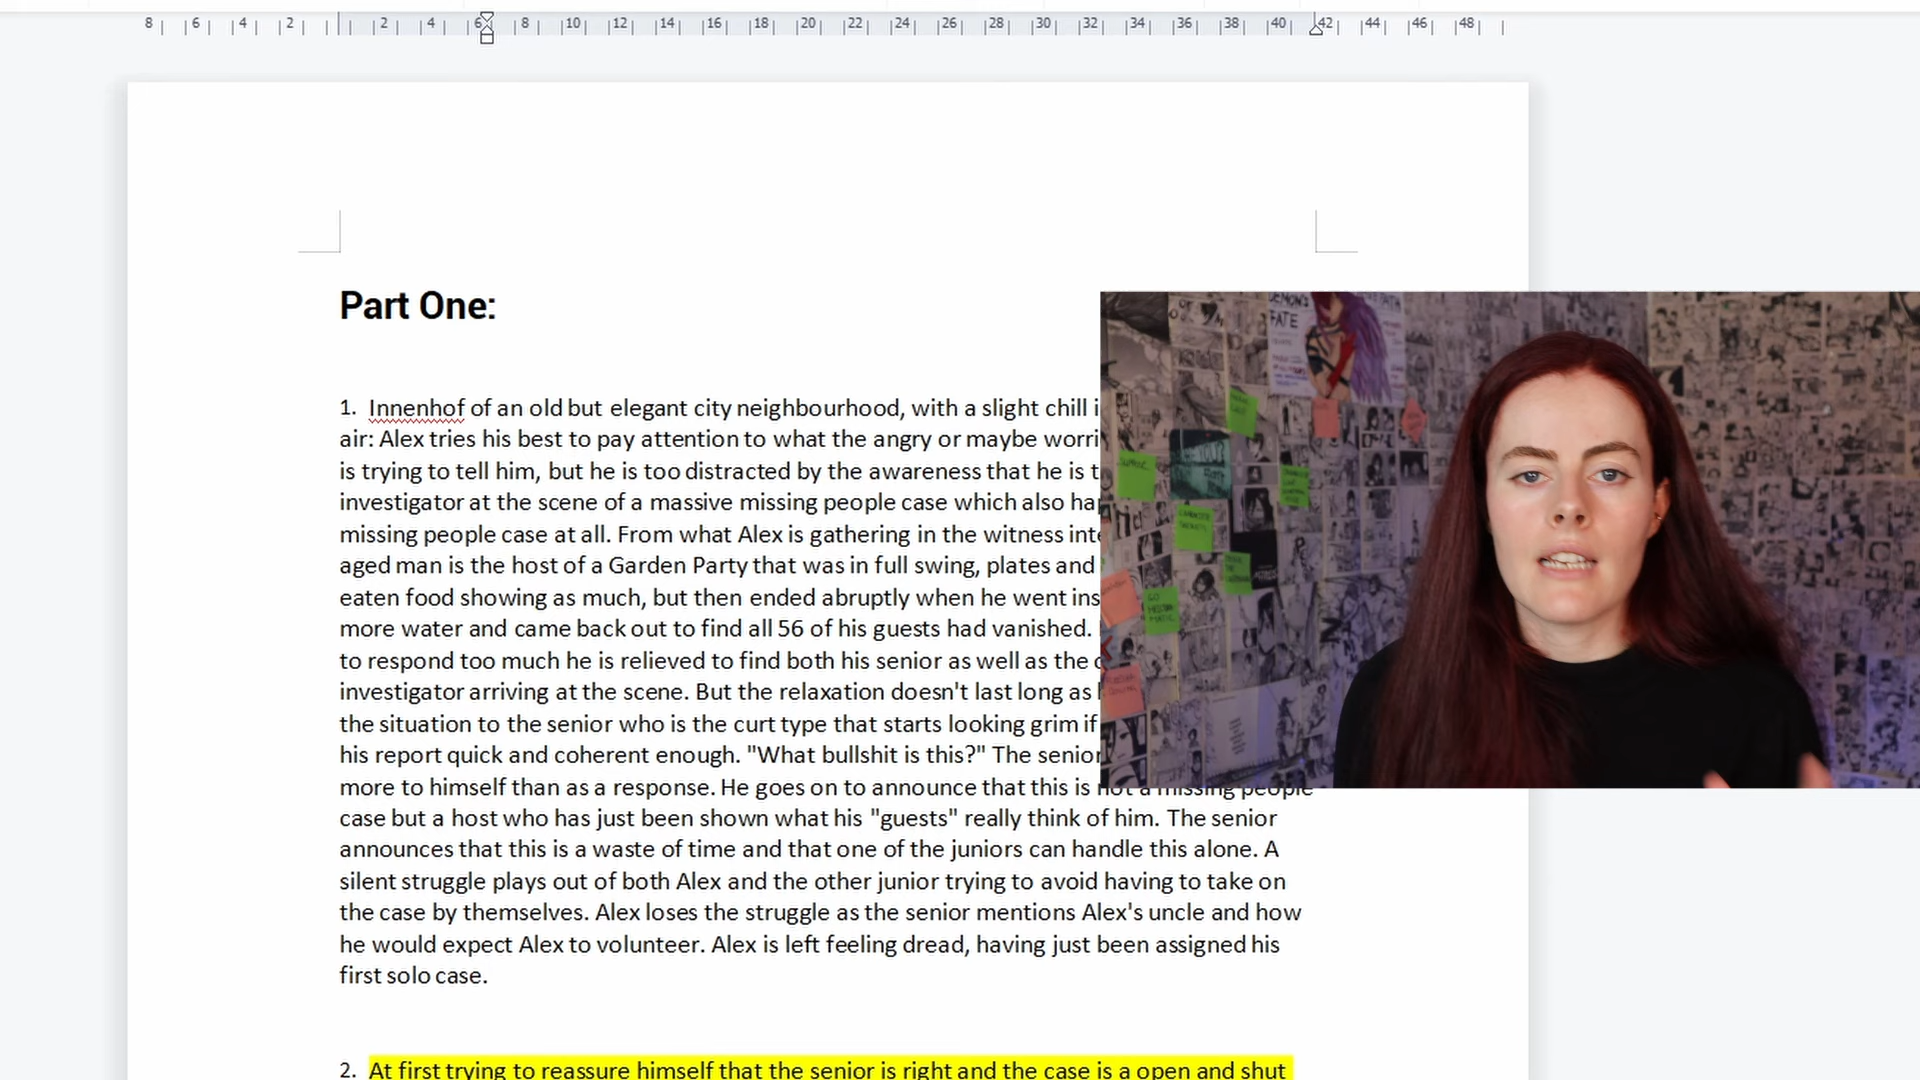 8 6 4 2 2 4 6 8 10 12 14 16 18 20 22 24 26 28 30 32 34 36 38 40 42 44 46 48
Part One:
1. Innenhof of an old but elegant city neighbourhood, with a slight chill
air: Alex tries his best to pay attention to what the angry or maybe
is trying to tell him, but he is too distracted by the awareness that he is
investigator at the scene of a massive missing people case which also
missing people case at all. From what Alex is gathering in the witness
aged man is the host of a Garden Party that was in full swing, plates and
eaten food showing as much, but then ended abruptly when he went
more water and came back out to find all 56 of his guests had vanished.
to respond too much he is relieved to find both his senior as well as the
investigator arriving at the scene. But the relaxation doesn't last long as
the situation to the senior who is the curt type that starts looking grim if
his report quick and coherent enough. "What bullshit is this?" The senior
more to himself than as a response. He goes on to announce that this is not a missing people
case but a host who has just been shown what his "guests" really think of him. The senior
announces that this is a waste of time and that one of the juniors can handle this alone. A
silent struggle plays out of both Alex and the other junior trying to avoid having to take on
the case by themselves. Alex loses the struggle as the senior mentions Alex's uncle and how
he would expect Alex to volunteer. Alex is left feeling dread, having just been assigned his
first solo case.
2. At first trying to reassure himself that the senior is right and the case is a open and shut
FATE